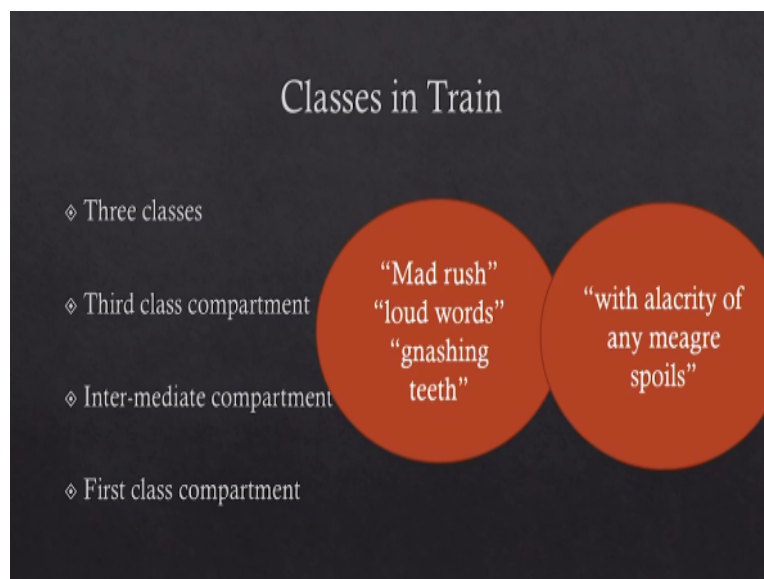 Classes in Train
Three classes
Third class compartment
Inter-mediate compartment
First class compartment
“Mad rush”
“loud words”
“gnashing
teeth”
“with alacrity of
any meagre
spoils”